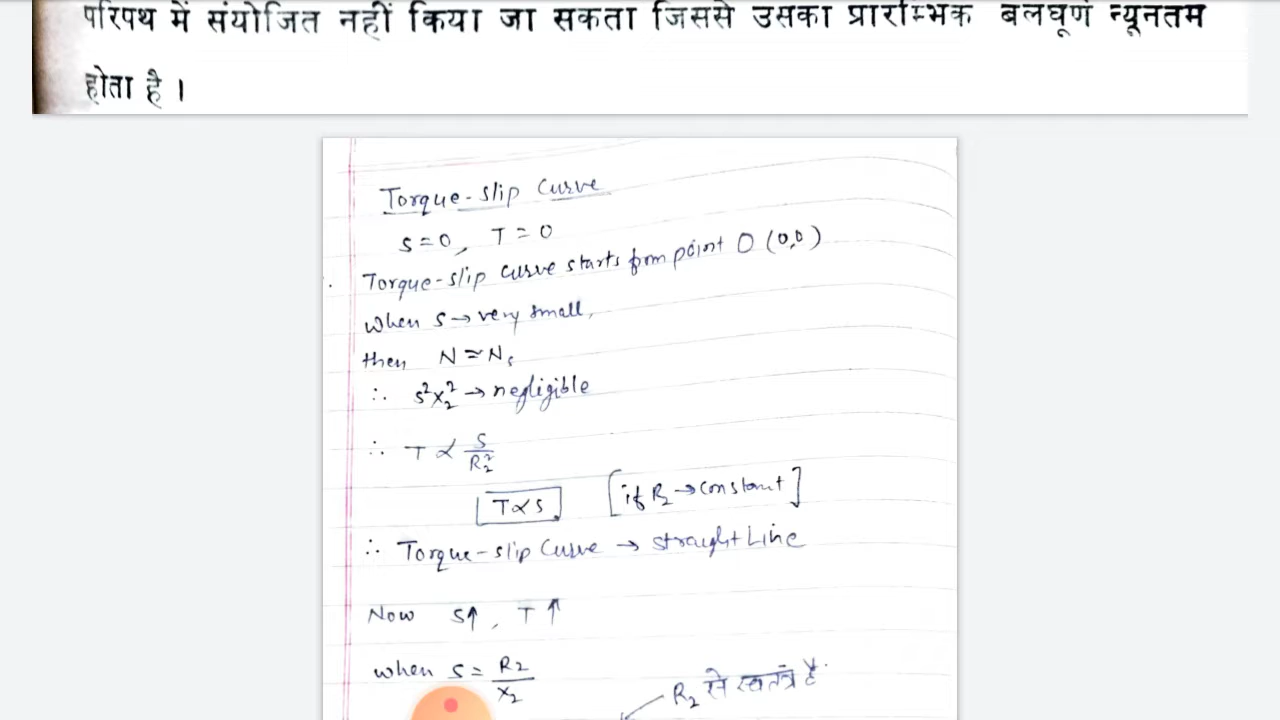 परिपथ में संयोजित नहीं किया जा सकता जिससे उसका प्रारम्भिक बलघूर्ण न्यूनतम
होता है ।
Torque-slip Curve
S=0, T=0
Torque-slip curve starts from point O (0,0)
when S→very small,
then N≃Ns
∴ S²X₂²→negligible
∴ T∝ S/R₂²
T∝S [if R₂→constant]
∴ Torque-slip Curve → straight Line
Now S↑, T↑
when S = R₂/X₂
R₂ से स्वतंत्र है